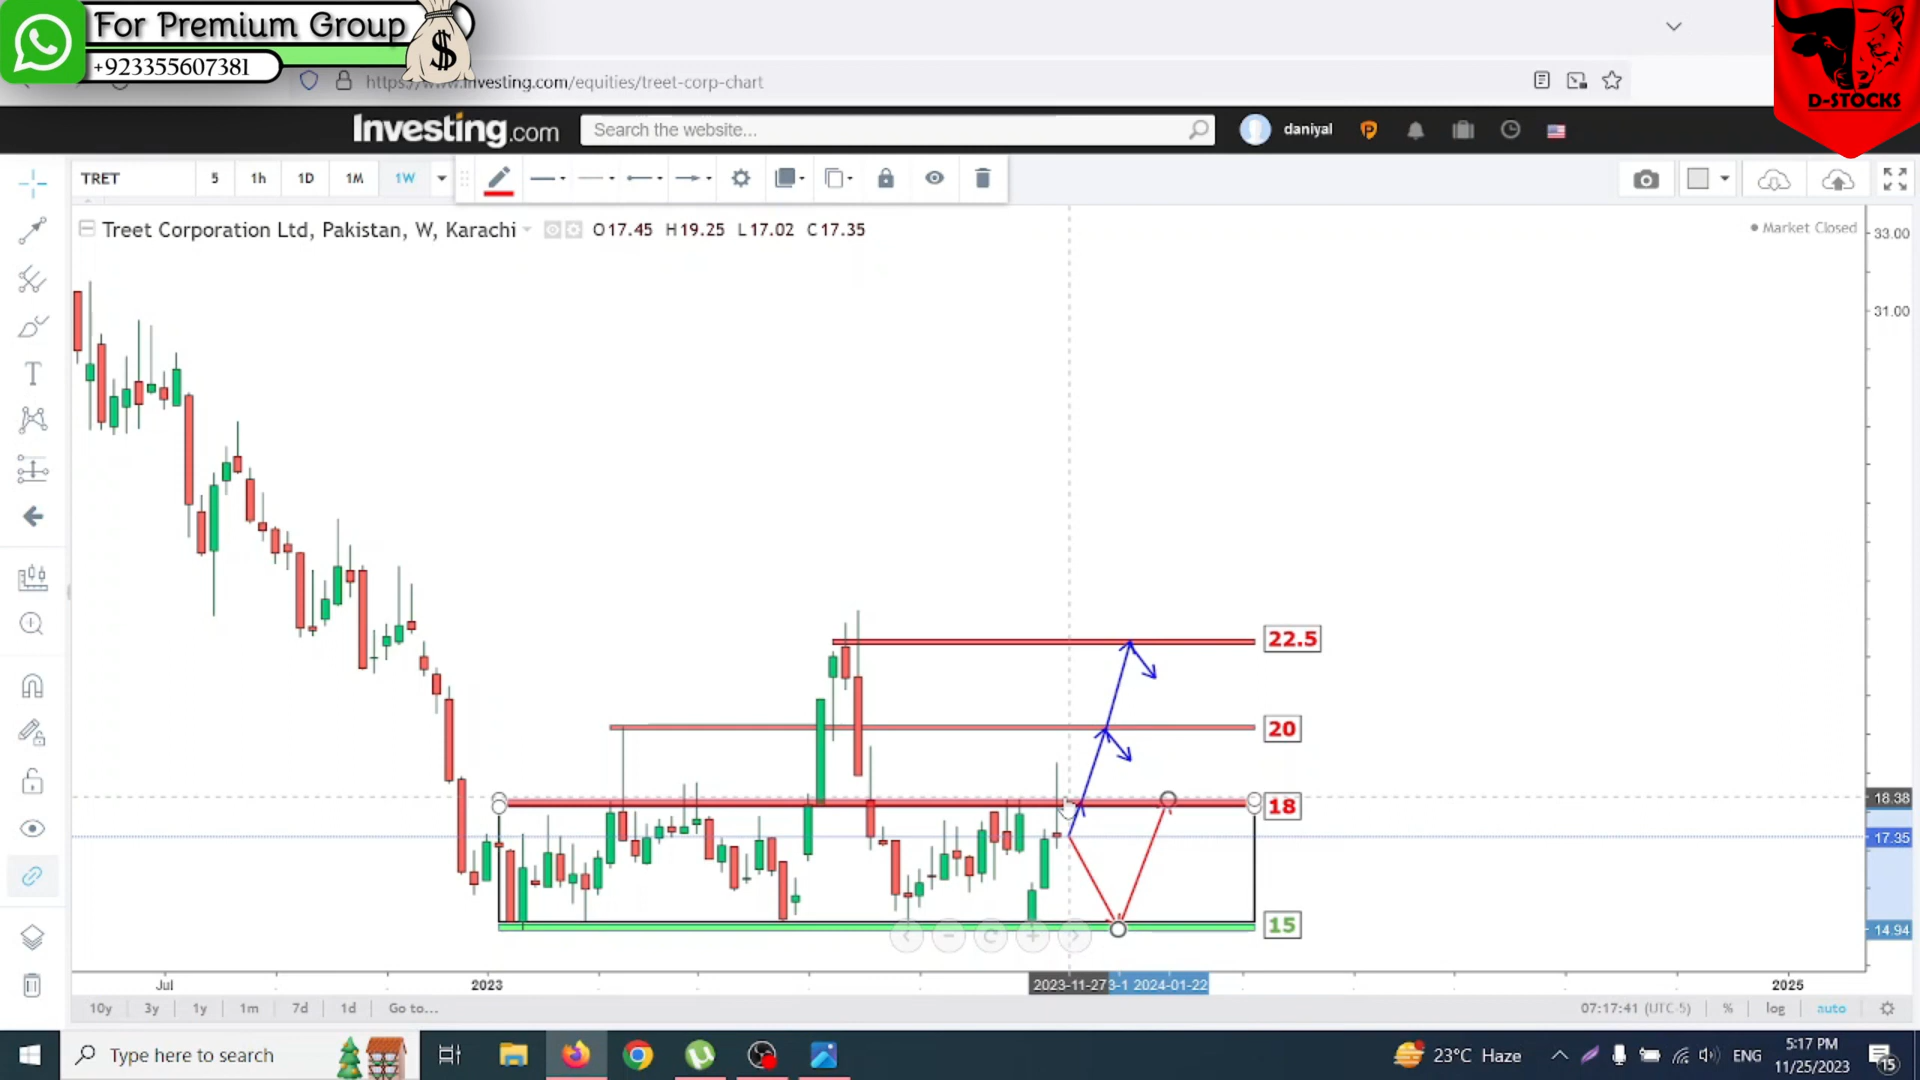 For Premium Group
+923355607381
$
D-STOCKS
investing.com/equities/treet-corp-chart
Investing.com
Search the website...
daniyal
TRET
5
1h
1D
1M
1W
Treet Corporation Ltd, Pakistan, W, Karachi
O17.45 H19.25 L17.02 C17.35
Market Closed
33.00
31.00
22.5
20
18
15
18.38
17.35
14.94
Jul
2023
2023-11-27
2024-01-22
2025
10y
3y
1y
1m
7d
1d
Go to...
07:17:41 (UTC-5)
%
log
auto
Type here to search
23°C Haze
ENG
5:17 PM
11/25/2023
15